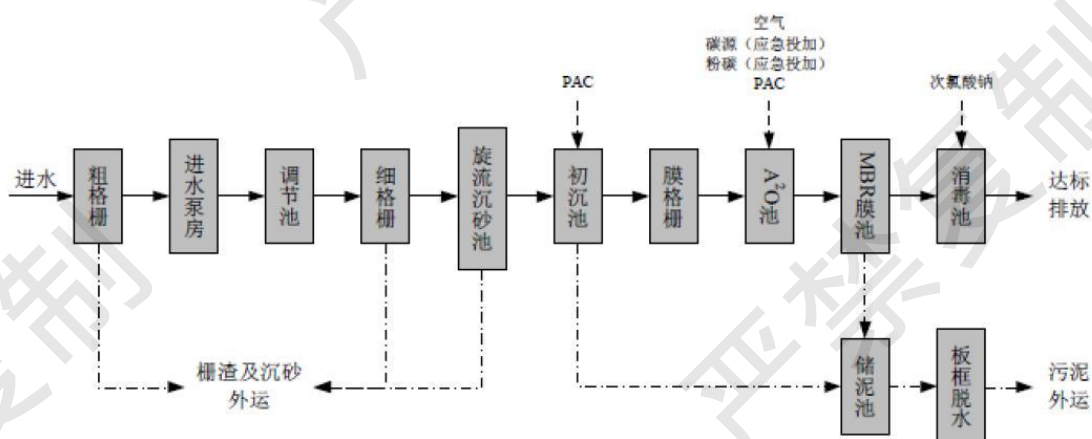 空气
碳源（应急投加）
粉碳（应急投加）
PAC
PAC
次氯酸钠
进水
粗格栅
进水泵房
调节池
细格栅
旋流沉砂池
初沉池
膜格栅
A²O池
MBR膜池
消毒池
达标
排放
栅渣及沉砂
外运
储泥池
板框脱水
污泥
外运
严禁复制